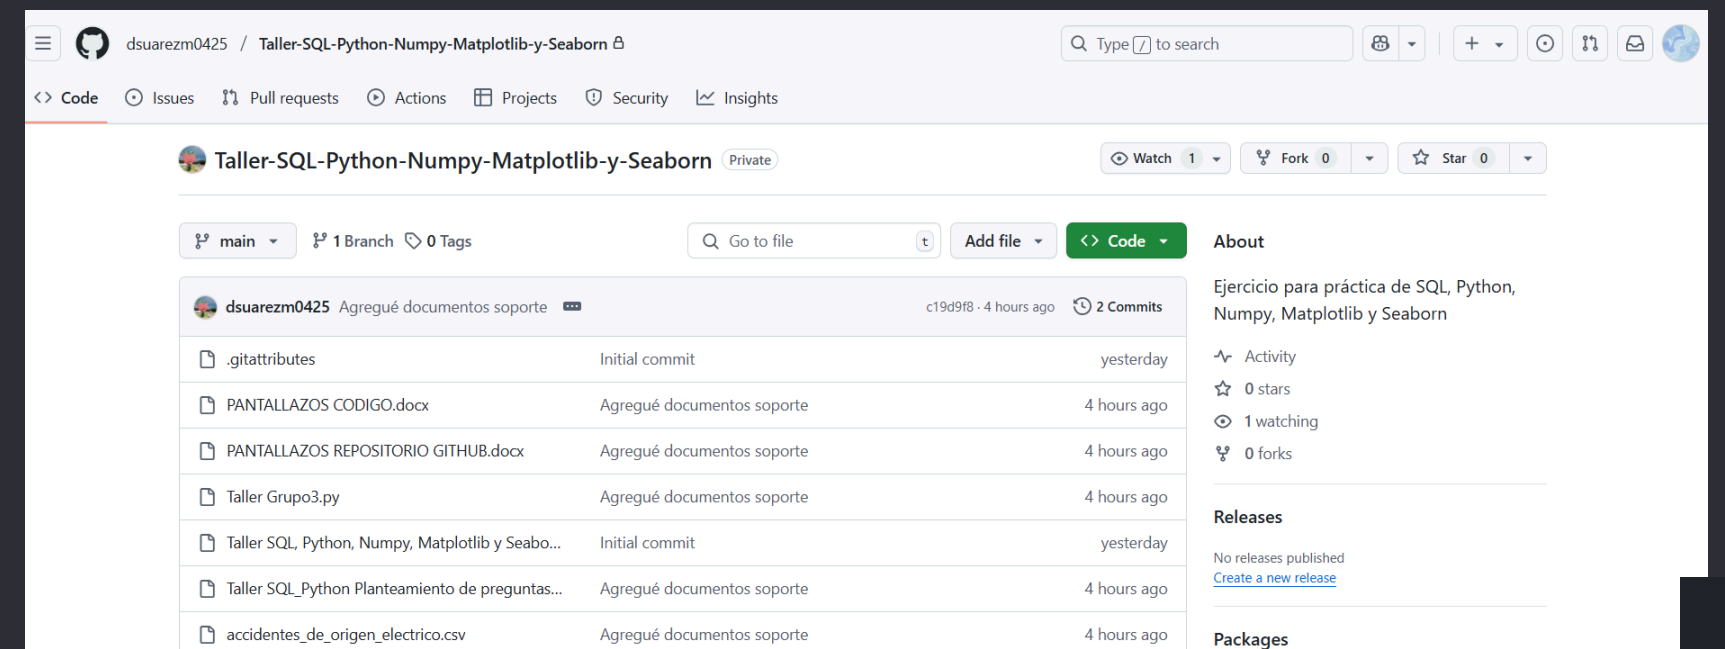 dsuarezm0425 / Taller-SQL-Python-Numpy-Matplotlib-y-Seaborn
Type / to search
Code Issues Pull requests Actions Projects Security Insights
Taller-SQL-Python-Numpy-Matplotlib-y-Seaborn Private
Watch 1 Fork 0 Star 0
main 1 Branch 0 Tags
Go to file t Add file Code
dsuarezm0425 Agregué documentos soporte c19d9f8 · 4 hours ago 2 Commits
.gitattributes Initial commit yesterday
PANTALLAZOS CODIGO.docx Agregué documentos soporte 4 hours ago
PANTALLAZOS REPOSITORIO GITHUB.docx Agregué documentos soporte 4 hours ago
Taller Grupo3.py Agregué documentos soporte 4 hours ago
Taller SQL, Python, Numpy, Matplotlib y Seabo... Initial commit yesterday
Taller SQL_Python Planteamiento de preguntas... Agregué documentos soporte 4 hours ago
accidentes_de_origen_electrico.csv Agregué documentos soporte 4 hours ago
About
Ejercicio para práctica de SQL, Python,
Numpy, Matplotlib y Seaborn
Activity
0 stars
1 watching
0 forks
Releases
No releases published
Create a new release
Packages